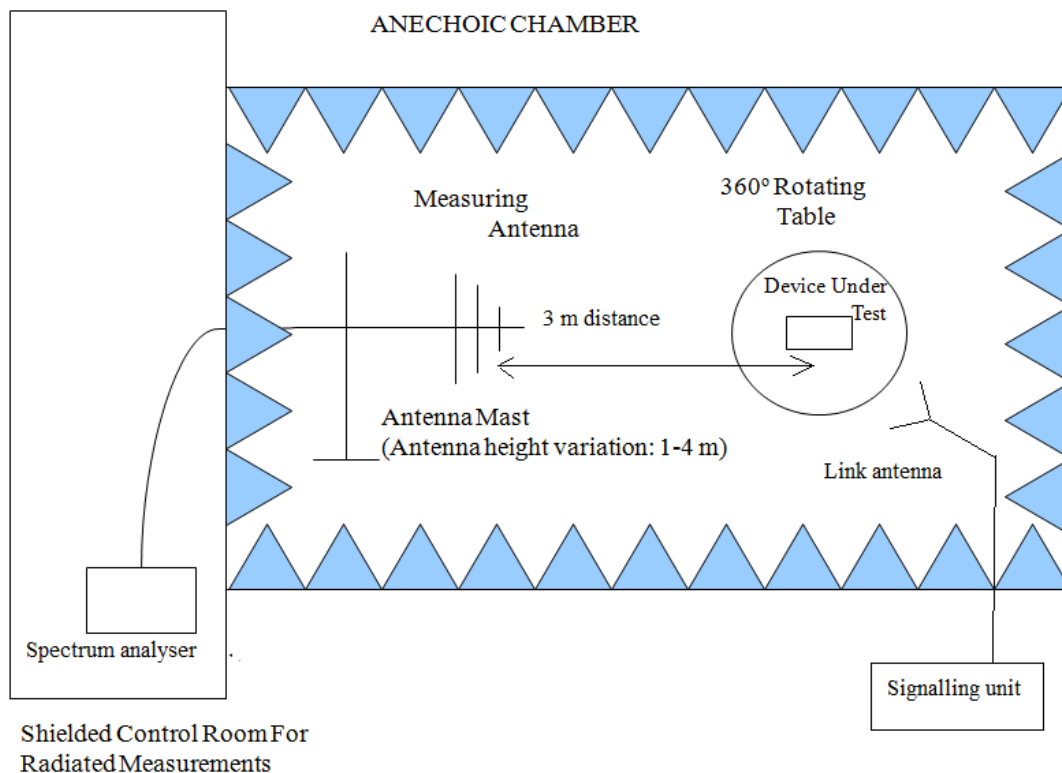 ANECHOIC CHAMBER
Measuring
Antenna
360º Rotating
Table
Device Under
Test
3 m distance
Antenna Mast
(Antenna height variation: 1-4 m)
Link antenna
Spectrum analyser
Signalling unit
Shielded Control Room For
Radiated Measurements